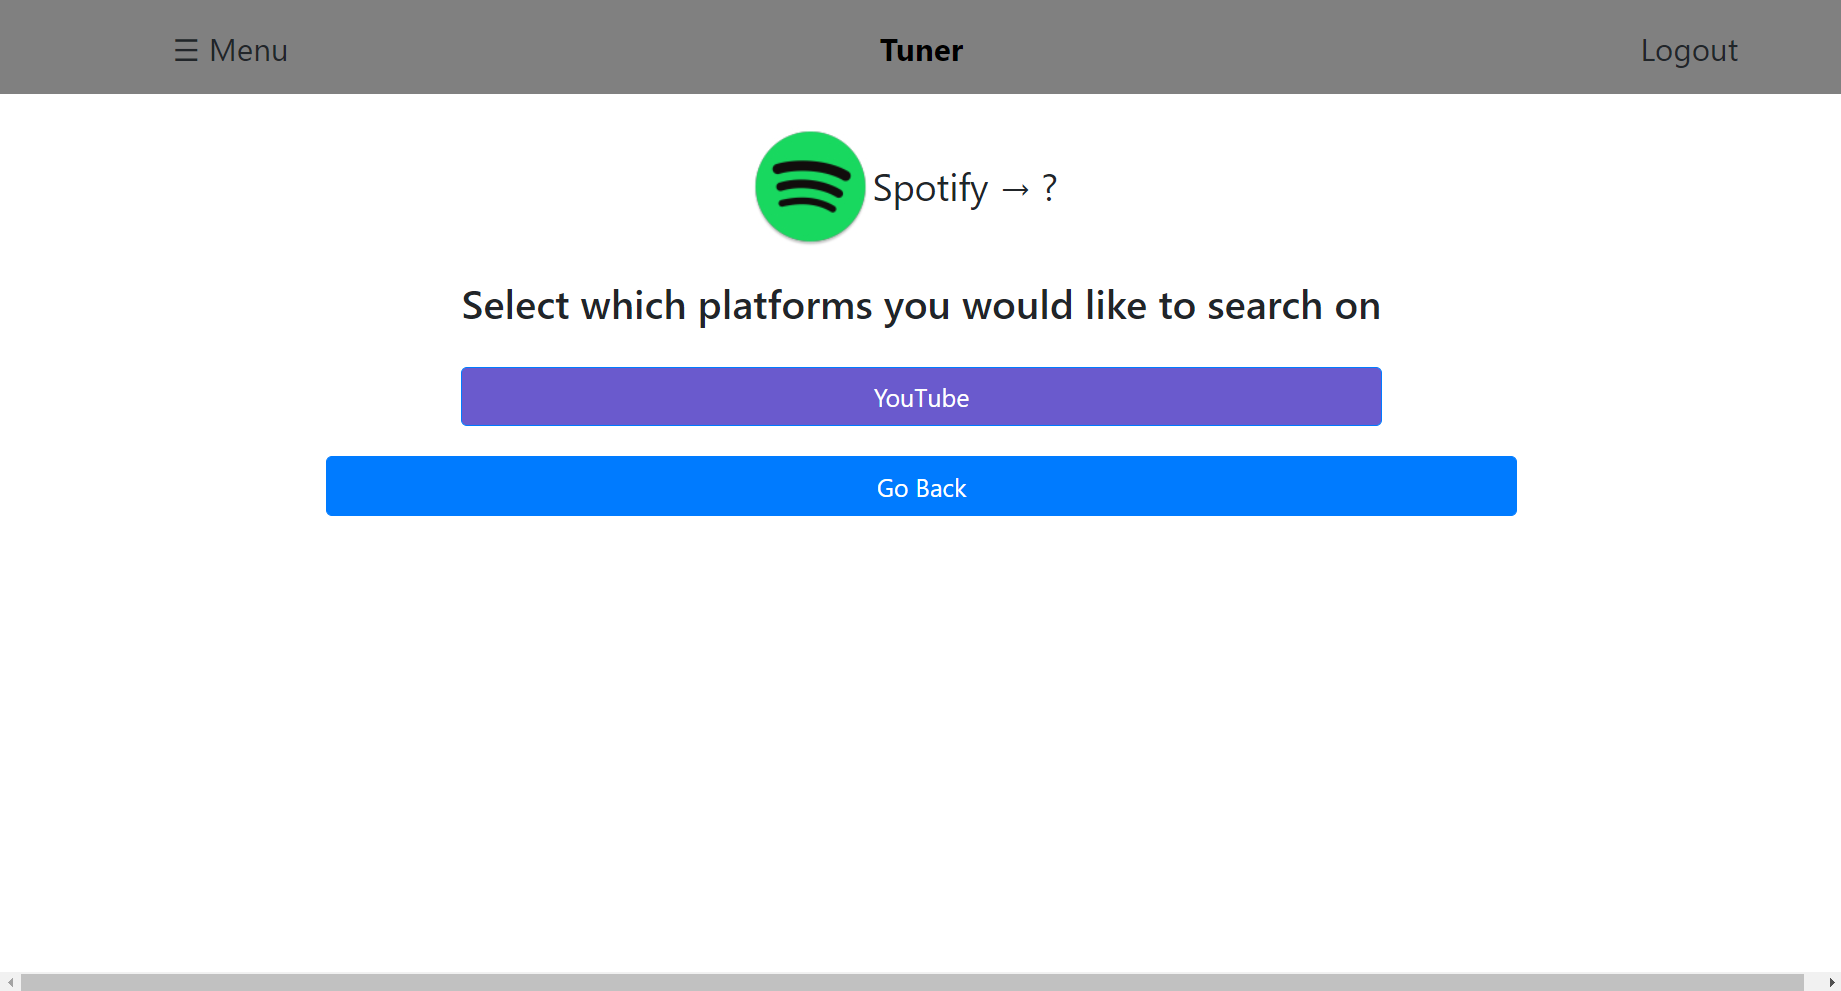 ☰ Menu
Tuner
Logout
Spotify → ?
Select which platforms you would like to search on
YouTube
Go Back